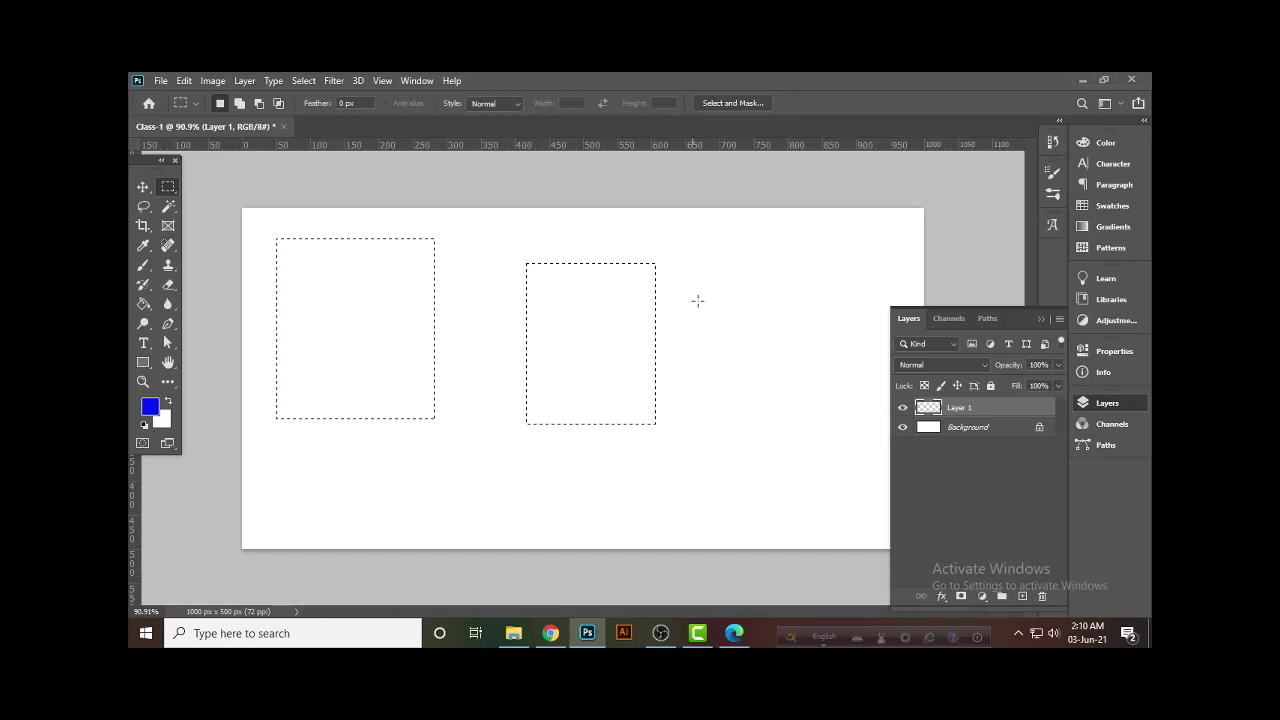 Ps File Edit Image Layer Type Select Filter 3D View Window Help
Feather: 0 px Anti-alias Style: Normal Width: Height: Select and Mask...
Class-1 @ 90.9% (Layer 1, RGB/8#) * ×
150 100 50 0 50 100 150 200 250 300 350 400 450 500 550 600 650 700 750 800 850 900 950 1000 1050 1100
Color
Character
Paragraph
Swatches
Gradients
Patterns
Learn
Libraries
Adjustme...
Properties
Info
Layers
Channels
Paths
Layers Channels Paths
Kind
Normal Opacity: 100%
Lock: Fill: 100%
Layer 1
Background
Activate Windows
Go to Settings to activate Windows.
90.91% 1000 px x 500 px (72 ppi)
Type here to search
Ps Ai
English
2:10 AM
03-Jun-21
2